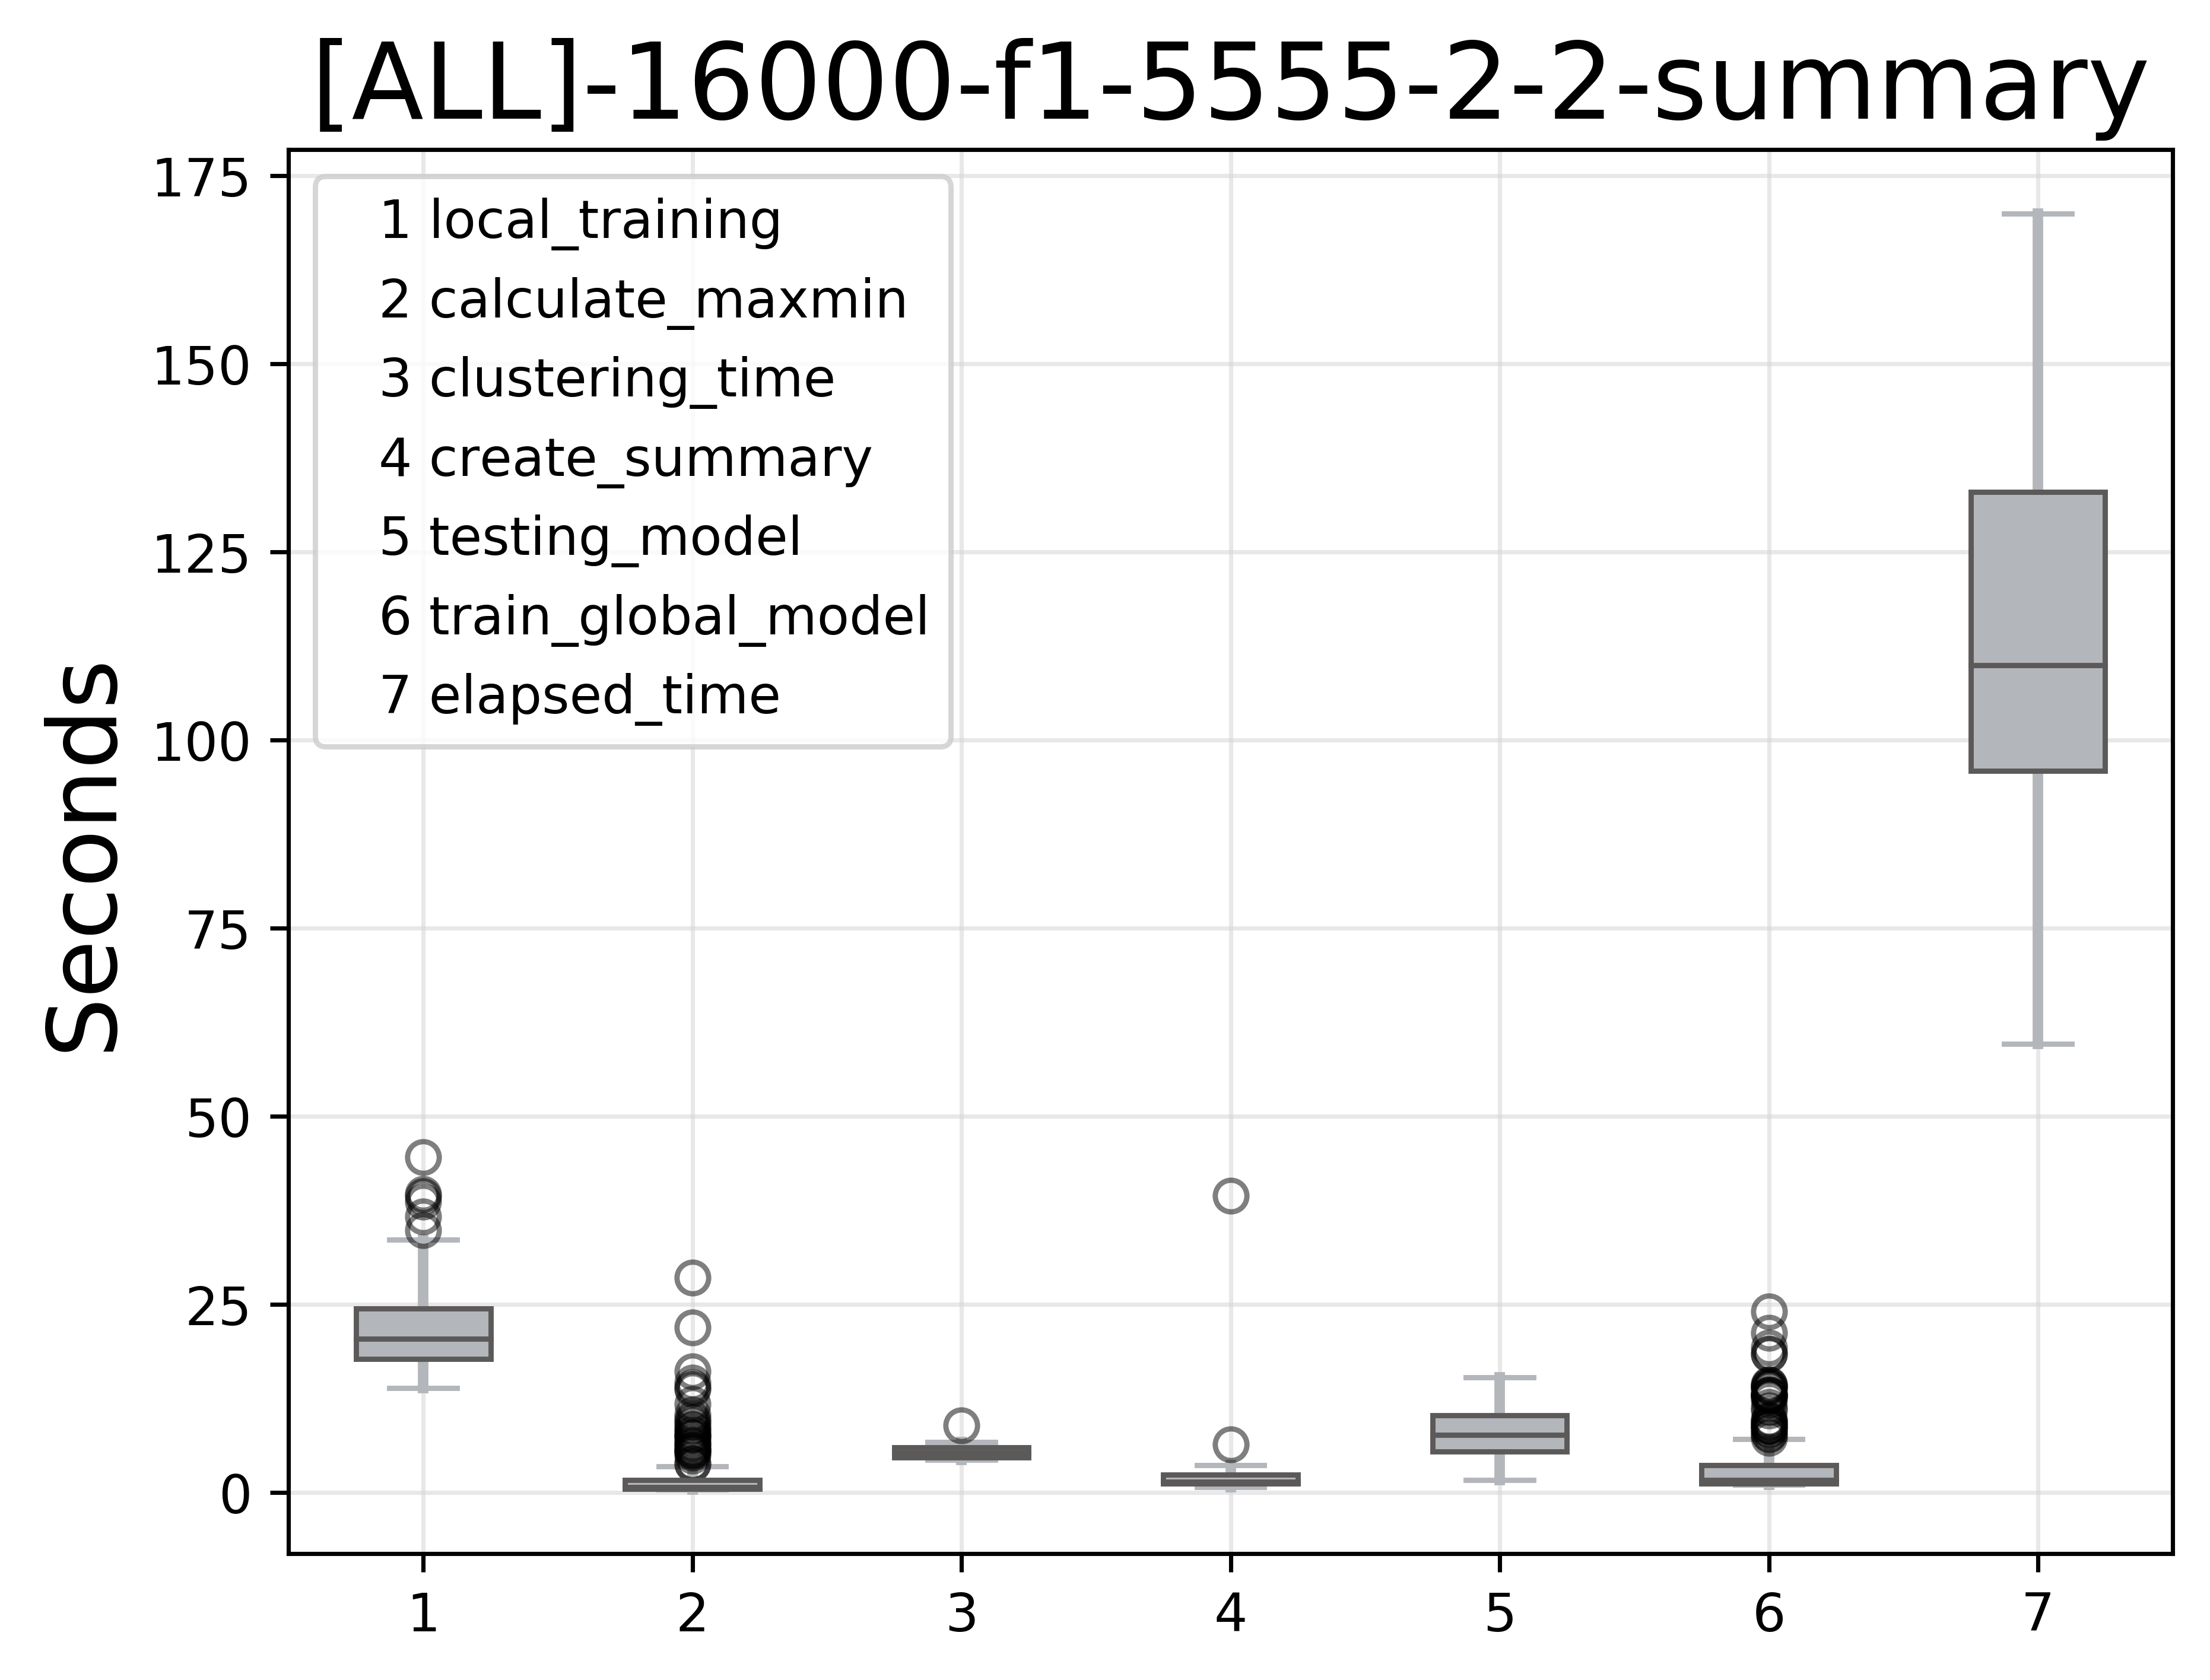 [ALL]-16000-f1-5555-2-2-summary
175
150
125
100
75
50
25
0
Seconds
1 local_training
2 calculate_maxmin
3 clustering_time
4 create_summary
5 testing_model
6 train_global_model
7 elapsed_time
1 2 3 4 5 6 7